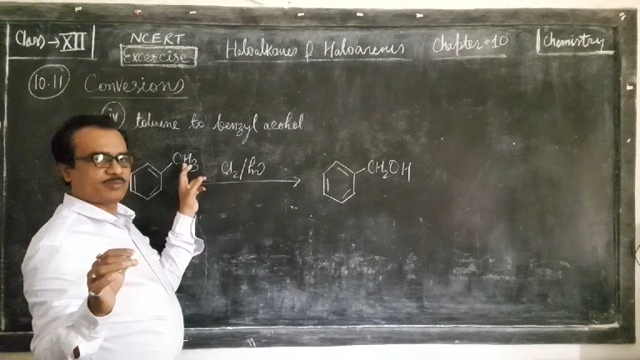 Class → XII
NCERT
Excercise
Haloalkanes & Haloarenes
Chapter - 10
Chemistry
10.11 Conversions
(iv) toluene to benzyl alcohol
CH3
Cl2/hν
CH2OH